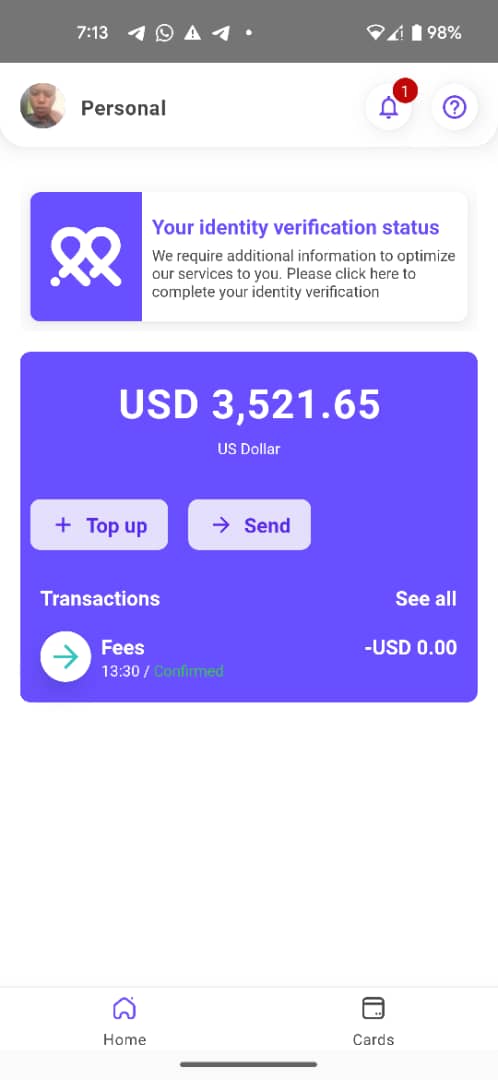 7:13
98%
Personal
1
Your identity verification status
We require additional information to optimize
our services to you. Please click here to
complete your identity verification
USD 3,521.65
US Dollar
+ Top up
→ Send
Transactions
See all
Fees
-USD 0.00
13:30 / Confirmed
Home
Cards